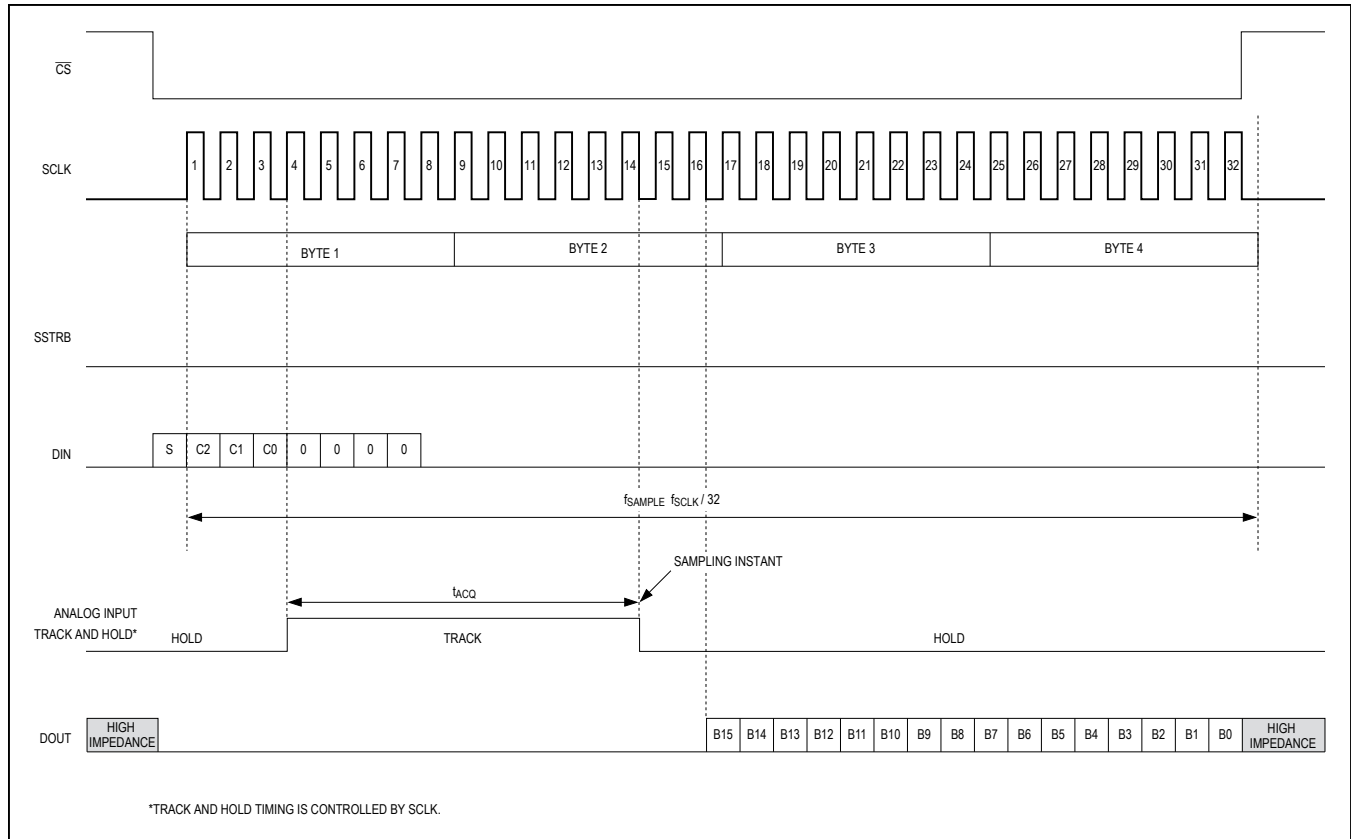 CS
SCLK
1 2 3 4 5 6 7 8 9 10 11 12 13 14 15 16 17 18 19 20 21 22 23 24 25 26 27 28 29 30 31 32
BYTE 1 BYTE 2 BYTE 3 BYTE 4
SSTRB
DIN
S C2 C1 C0 0 0 0 0
fSAMPLE fSCLK / 32
SAMPLING INSTANT
tACQ
ANALOG INPUT
TRACK AND HOLD*
HOLD TRACK HOLD
DOUT
HIGH
IMPEDANCE
B15 B14 B13 B12 B11 B10 B9 B8 B7 B6 B5 B4 B3 B2 B1 B0
HIGH
IMPEDANCE
*TRACK AND HOLD TIMING IS CONTROLLED BY SCLK.